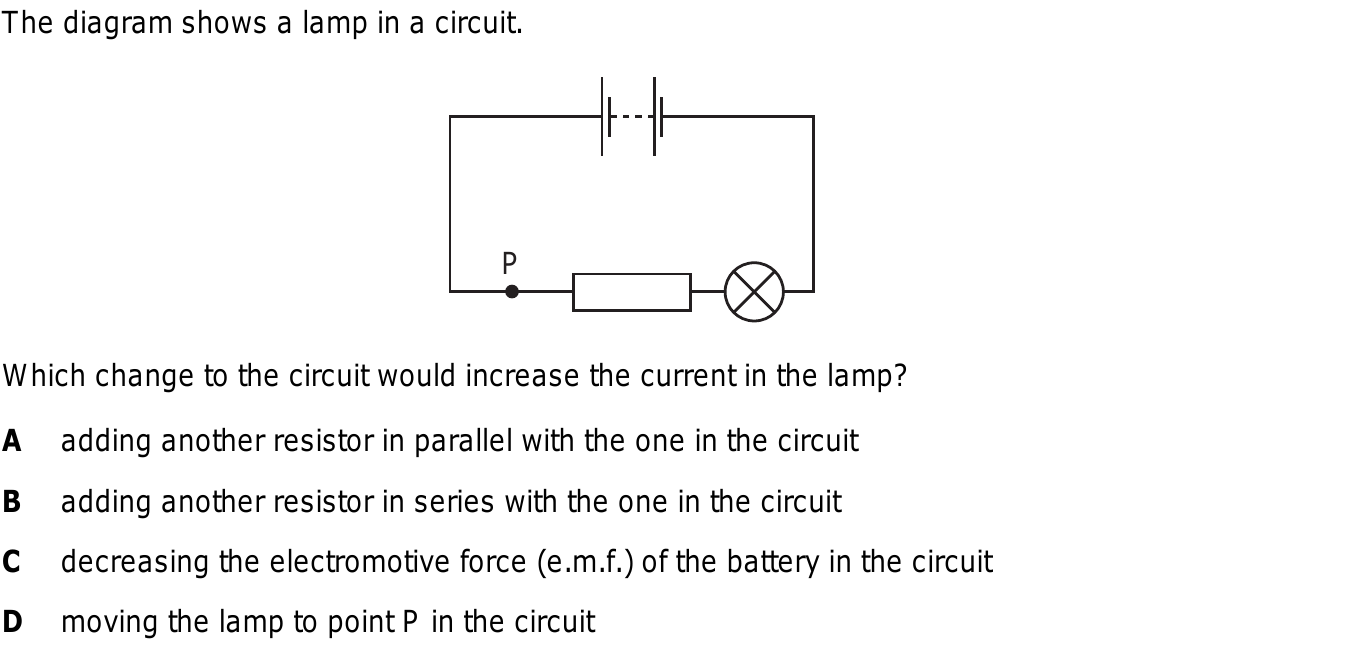 The diagram shows a lamp in a circuit.
P
Which change to the circuit would increase the current in the lamp?
A adding another resistor in parallel with the one in the circuit
B adding another resistor in series with the one in the circuit
C decreasing the electromotive force (e.m.f.) of the battery in the circuit
D moving the lamp to point P in the circuit